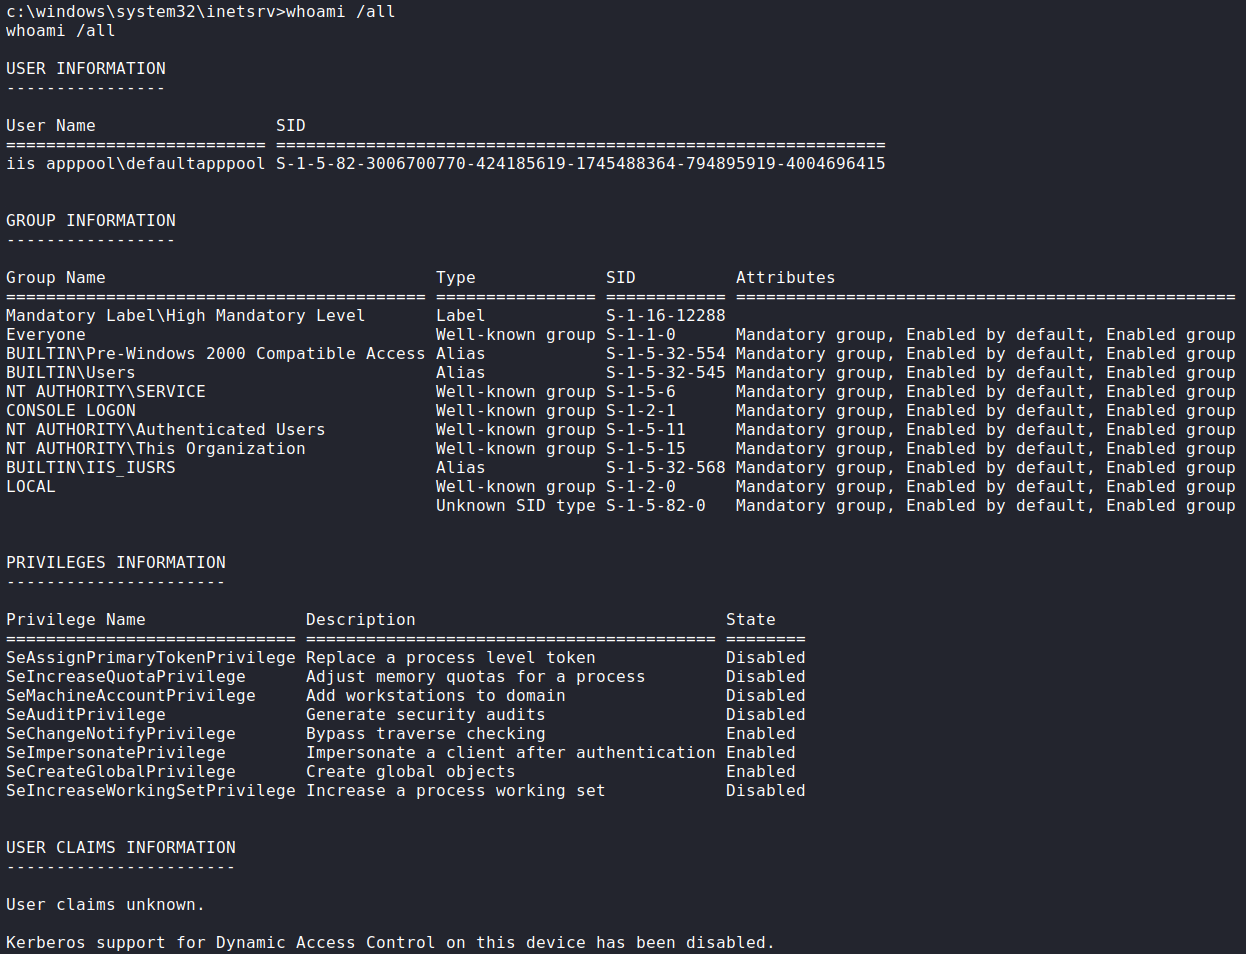 c:\windows\system32\inetsrv>whoami /all
whoami /all
USER INFORMATION
----------------
User Name                  SID
========================== =============================================================
iis apppool\defaultapppool S-1-5-82-3006700770-424185619-1745488364-794895919-4004696415
GROUP INFORMATION
-----------------
Group Name                                 Type             SID          Attributes
========================================== ================ ============ ==================================================
Mandatory Label\High Mandatory Level       Label            S-1-16-12288
Everyone                                   Well-known group S-1-1-0      Mandatory group, Enabled by default, Enabled group
BUILTIN\Pre-Windows 2000 Compatible Access Alias            S-1-5-32-554 Mandatory group, Enabled by default, Enabled group
BUILTIN\Users                              Alias            S-1-5-32-545 Mandatory group, Enabled by default, Enabled group
NT AUTHORITY\SERVICE                       Well-known group S-1-5-6      Mandatory group, Enabled by default, Enabled group
CONSOLE LOGON                              Well-known group S-1-2-1      Mandatory group, Enabled by default, Enabled group
NT AUTHORITY\Authenticated Users           Well-known group S-1-5-11     Mandatory group, Enabled by default, Enabled group
NT AUTHORITY\This Organization             Well-known group S-1-5-15     Mandatory group, Enabled by default, Enabled group
BUILTIN\IIS_IUSRS                          Alias            S-1-5-32-568 Mandatory group, Enabled by default, Enabled group
LOCAL                                      Well-known group S-1-2-0      Mandatory group, Enabled by default, Enabled group
                                           Unknown SID type S-1-5-82-0   Mandatory group, Enabled by default, Enabled group
PRIVILEGES INFORMATION
----------------------
Privilege Name                Description                               State
============================= ========================================= ========
SeAssignPrimaryTokenPrivilege Replace a process level token             Disabled
SeIncreaseQuotaPrivilege      Adjust memory quotas for a process        Disabled
SeMachineAccountPrivilege     Add workstations to domain                Disabled
SeAuditPrivilege              Generate security audits                  Disabled
SeChangeNotifyPrivilege       Bypass traverse checking                  Enabled
SeImpersonatePrivilege        Impersonate a client after authentication Enabled
SeCreateGlobalPrivilege       Create global objects                     Enabled
SeIncreaseWorkingSetPrivilege Increase a process working set            Disabled
USER CLAIMS INFORMATION
-----------------------
User claims unknown.
Kerberos support for Dynamic Access Control on this device has been disabled.